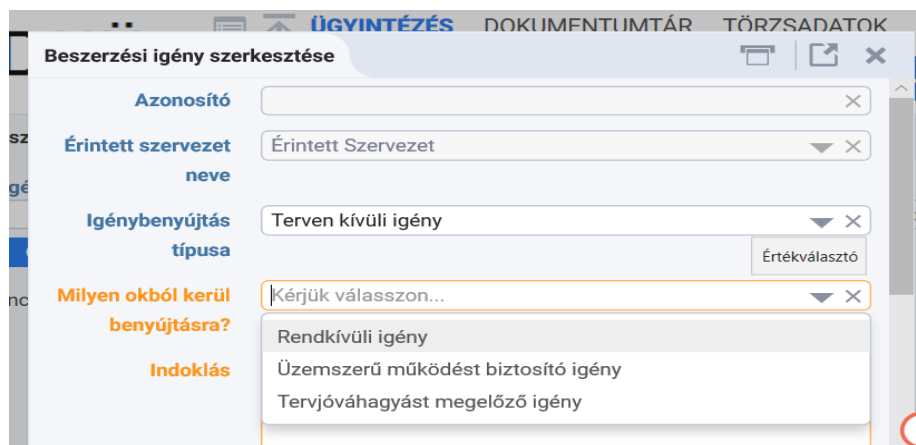 ÜGYINTÉZÉS DOKUMENTUMTÁR TÖRZSADATOK
Beszerzési igény szerkesztése
Azonosító
Érintett szervezet neve
Érintett Szervezet
Igénybenyújtás típusa
Terven kívüli igény
Értékválasztó
Milyen okból kerül benyújtásra?
Kérjük válasszon...
Rendkívüli igény
Üzemszerű működést biztosító igény
Tervjóváhagyást megelőző igény
Indoklás